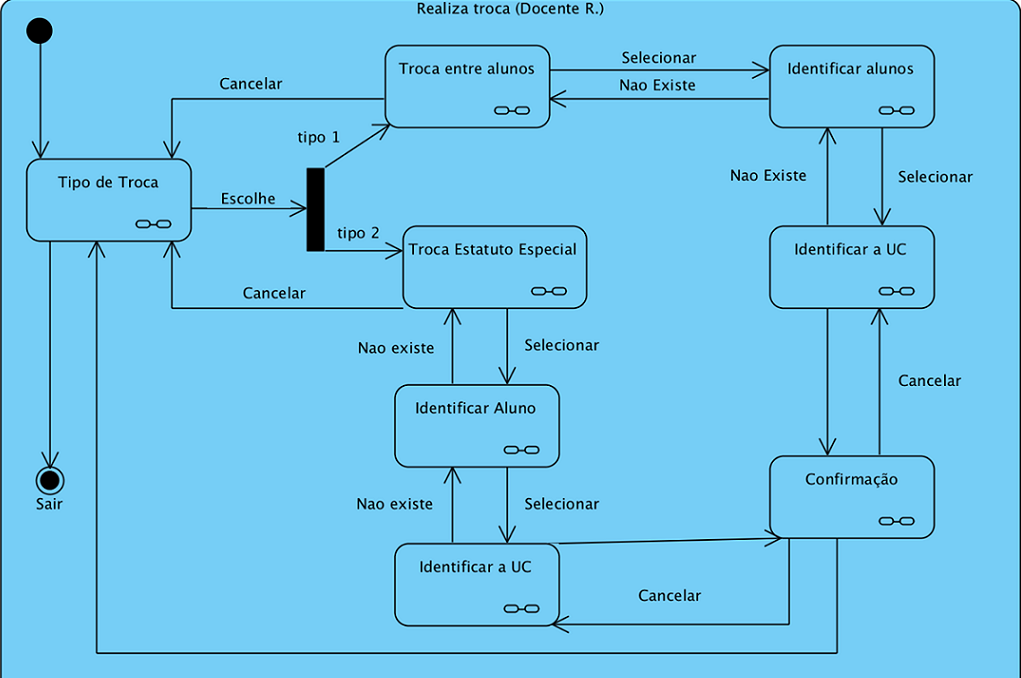 Realiza troca (Docente R.)
Troca entre alunos
Selecionar
Identificar alunos
Cancelar
Nao Existe
tipo 1
Tipo de Troca
Escolhe
Nao Existe
Selecionar
tipo 2
Troca Estatuto Especial
Identificar a UC
Cancelar
Nao existe
Selecionar
Cancelar
Identificar Aluno
Confirmação
Sair
Nao existe
Selecionar
Identificar a UC
Cancelar